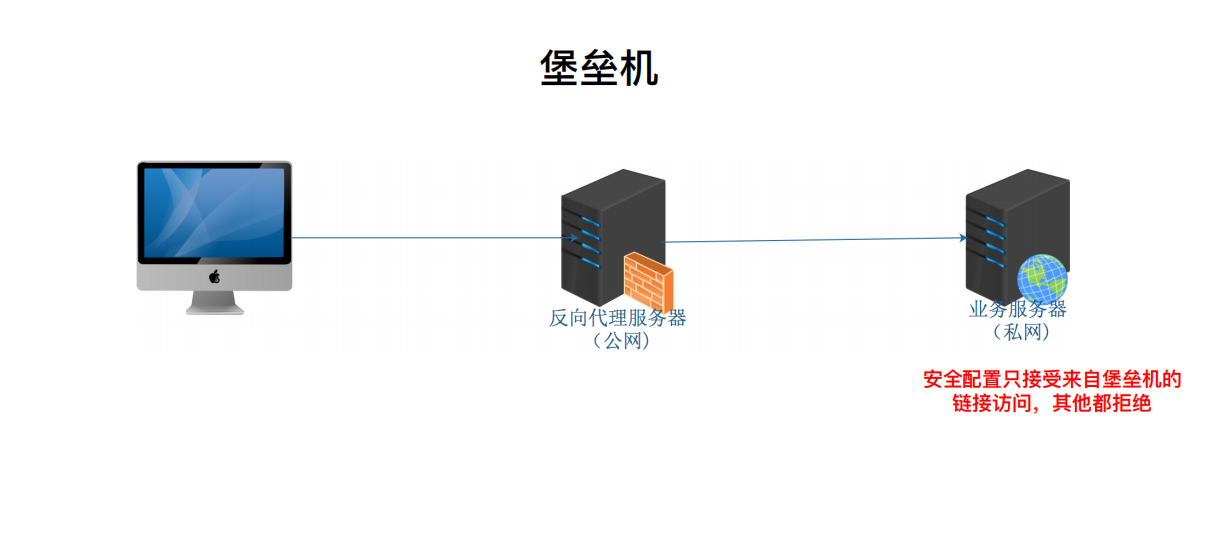 堡垒机
反向代理服务器
（公网）
业务服务器
（私网）
安全配置只接受来自堡垒机的
链接访问，其他都拒绝